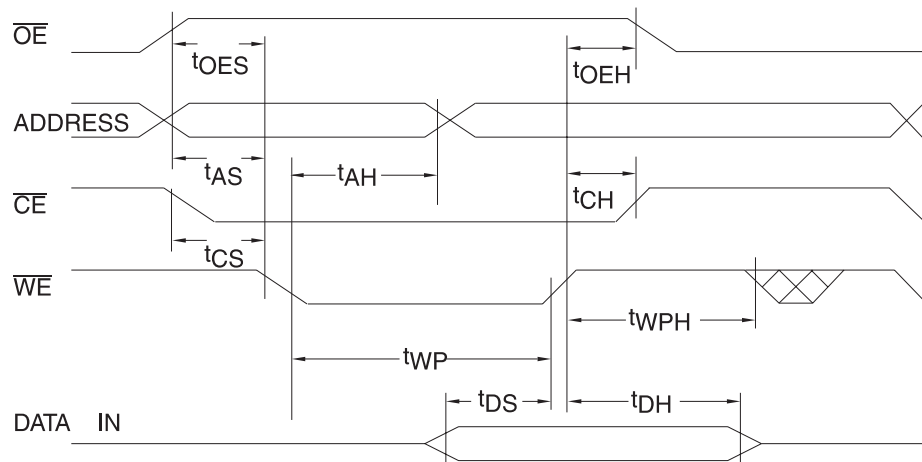 OE
tOES
tOEH
ADDRESS
tAS
tAH
CE
tCH
tCS
WE
tWPH
tWP
tDS
tDH
DATA IN